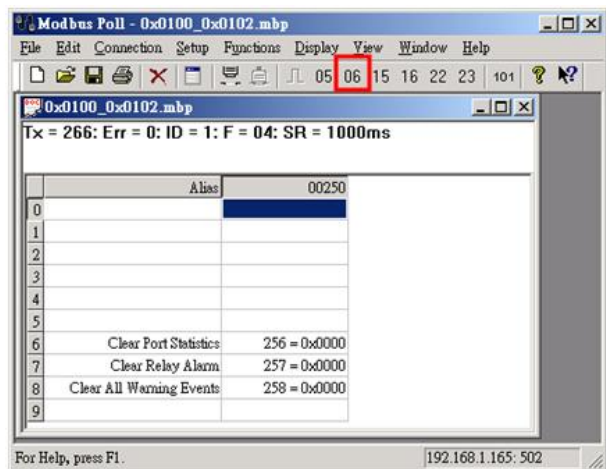 Modbus Poll - 0x0100_0x0102.mbp
File Edit Connection Setup Functions Display View Window Help
05 06 15 16 22 23 101
0x0100_0x0102.mbp
Tx = 266: Err = 0: ID = 1: F = 04: SR = 1000ms
Alias 00250
0
1
2
3
4
5
6 Clear Port Statistics 256 = 0x0000
7 Clear Relay Alarm 257 = 0x0000
8 Clear All Warning Events 258 = 0x0000
9
For Help, press F1. 192.168.1.165: 502